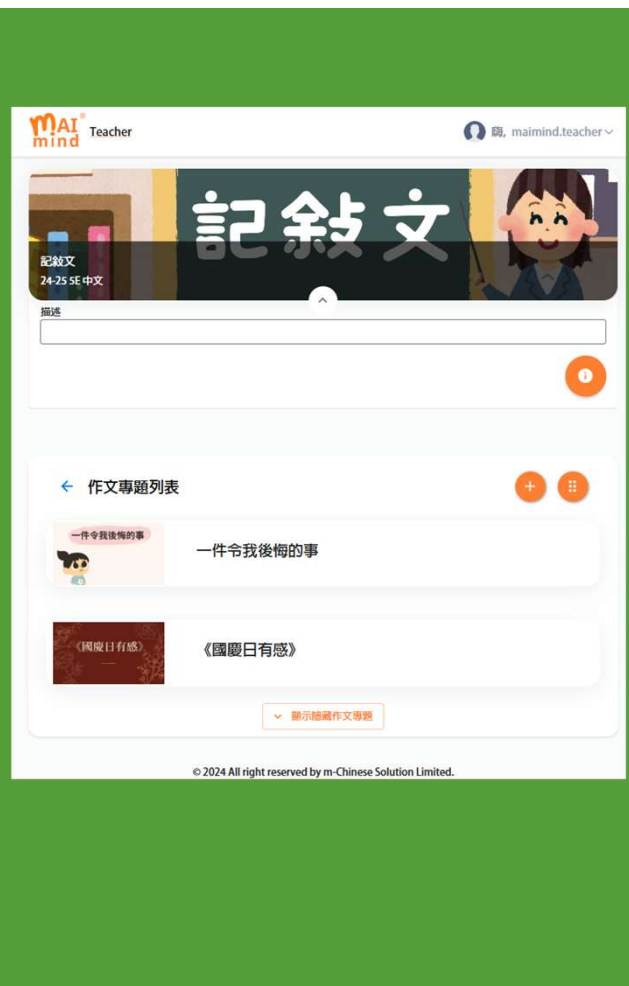 mAI
mind
Teacher
嗨, maimind.teacher
記敍文
記敍文
24-25 5E 中文
描述
作文專題列表
一件令我後悔的事
一件令我後悔的事
《國慶日有感》
《國慶日有感》
顯示隱藏作文專題
© 2024 All right reserved by m-Chinese Solution Limited.